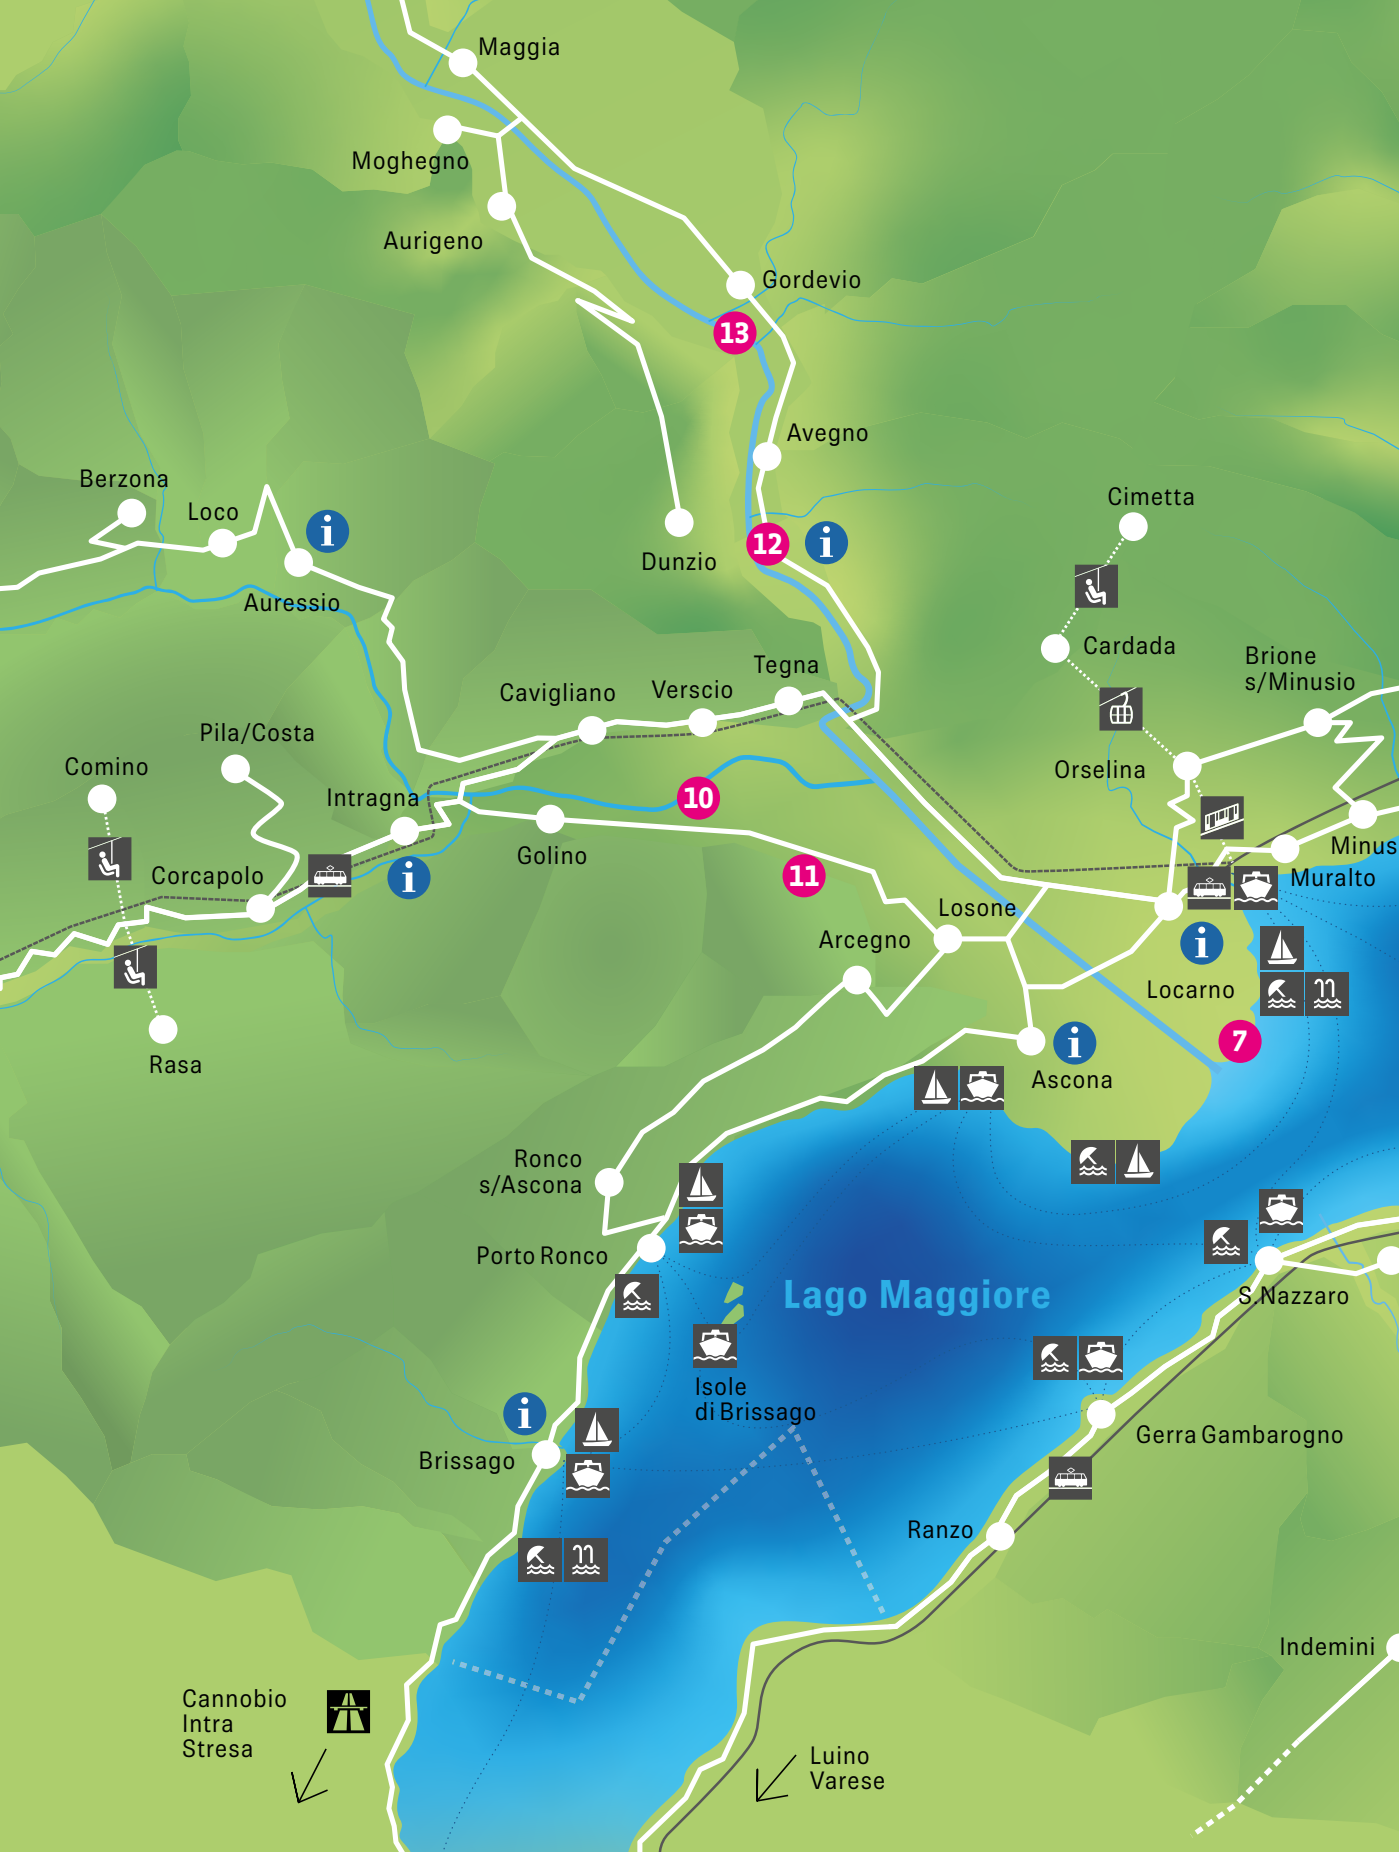 Maggia
Moghegno
Aurigeno
Gordevio
13
Avegno
Berzona
Loco
i
Cimetta
12
i
Dunzio
Auressio
Cardada
Brione
s/Minusio
Tegna
Verscio
Cavigliano
Pila/Costa
Comino
Orselina
Intragna
10
Golino
Minus
11
Corcapolo
i
Muralto
Losone
Arcegno
i
Locarno
7
i
Rasa
Ascona
Ronco
s/Ascona
Porto Ronco
Lago Maggiore
S.Nazzaro
Isole
di Brissago
i
Gerra Gambarogno
Brissago
Ranzo
Indemini
Cannobio
Intra
Stresa
Luino
Varese